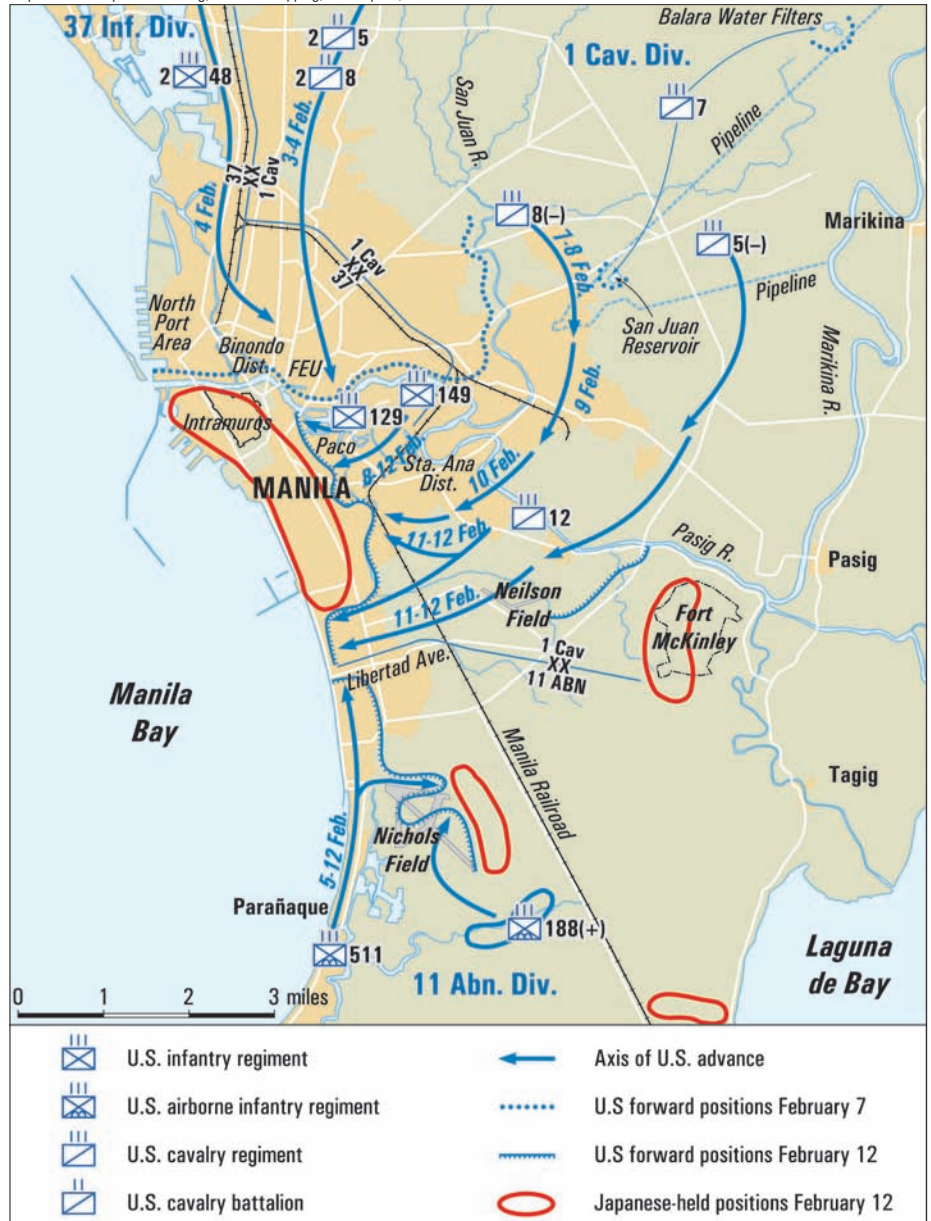 37 Inf. Div.
2 48
2 5
2 8
1 Cav. Div.
Balara Water Filters
7
Pipeline
San Juan R.
3-4 Feb.
4 Feb.
37
XX
1 Cav
8(–)
7-8 Feb.
5(–)
Marikina
1 Cav
XX
37
Pipeline
San Juan
Reservoir
Marikina R.
North
Port
Area
Binondo
Dist.
FEU
149
9 Feb.
Intramuros
129
Paco
8-12 Feb.
Sta. Ana
Dist.
MANILA
10 Feb.
12
11-12 Feb.
Pasig R.
Pasig
11-12 Feb.
Neilson
Field
Fort
McKinley
1 Cav
XX
11 ABN
Libertad Ave.
Manila
Bay
Manila Railroad
Tagig
Nichols
Field
5-12 Feb.
Parañaque
511
188(+)
11 Abn. Div.
Laguna
de Bay
0 1 2 3 miles
U.S. infantry regiment
U.S. airborne infantry regiment
U.S. cavalry regiment
U.S. cavalry battalion
Axis of U.S. advance
U.S forward positions February 7
U.S forward positions February 12
Japanese-held positions February 12